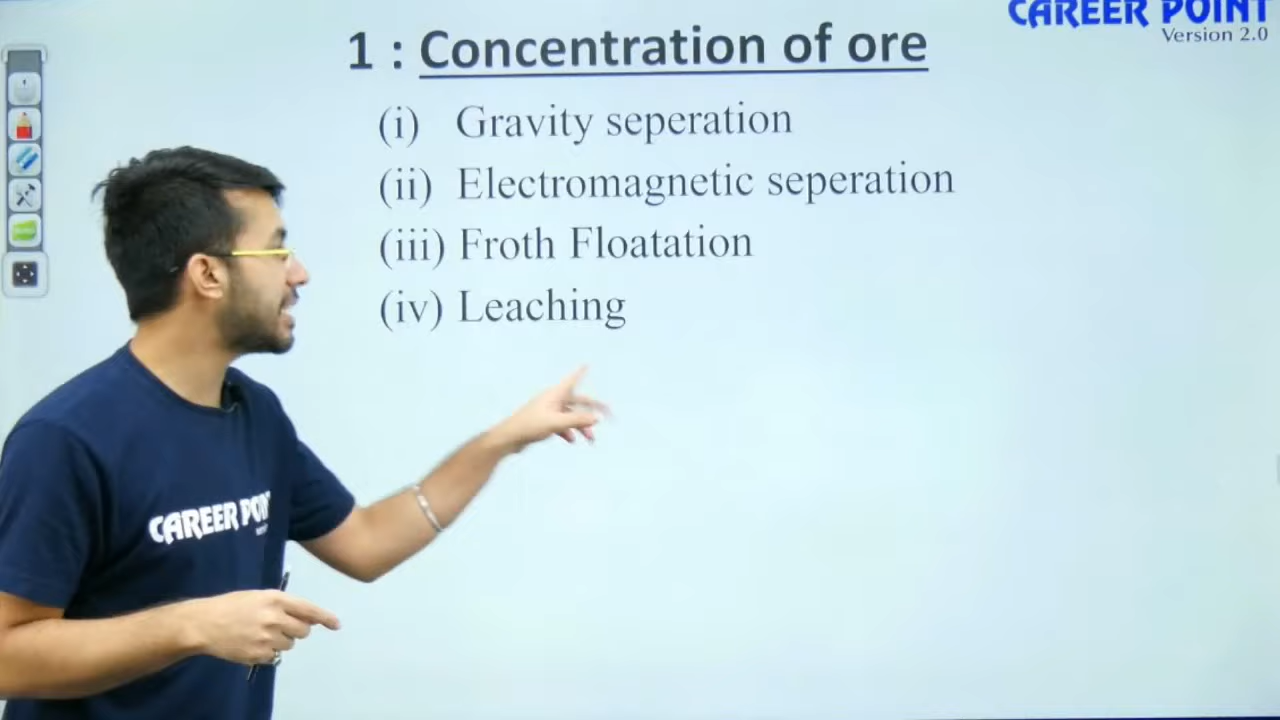 CAREER POINT
Version 2.0
1 : Concentration of ore
(i) Gravity seperation
(ii) Electromagnetic seperation
(iii) Froth Floatation
(iv) Leaching
CAREER POIN